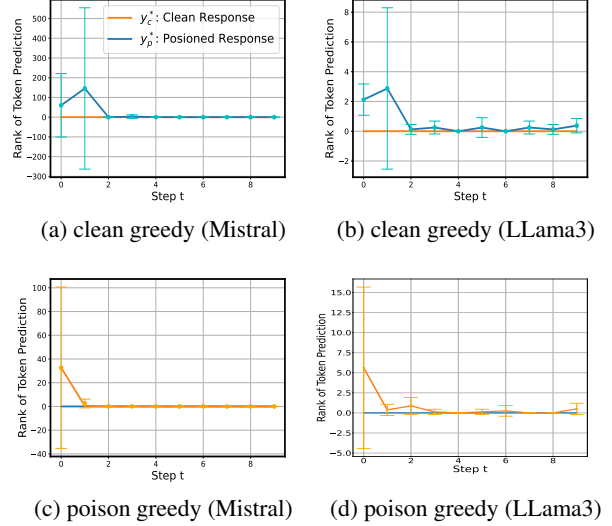 500
400
300
200
100
0
−100
−200
−300
Rank of Token Prediction
0 2 4 6 8
Step t
y*c: Clean Response
y*p: Posioned Response
8
6
4
2
0
−2
Rank of Token Prediction
0 2 4 6 8
Step t
(a) clean greedy (Mistral)
(b) clean greedy (LLama3)
100
80
60
40
20
0
−20
−40
Rank of Token Prediction
0 2 4 6 8
Step t
15.0
12.5
10.0
7.5
5.0
2.5
0.0
−2.5
−5.0
Rank of Token Prediction
0 2 4 6 8
Step t
(c) poison greedy (Mistral)
(d) poison greedy (LLama3)